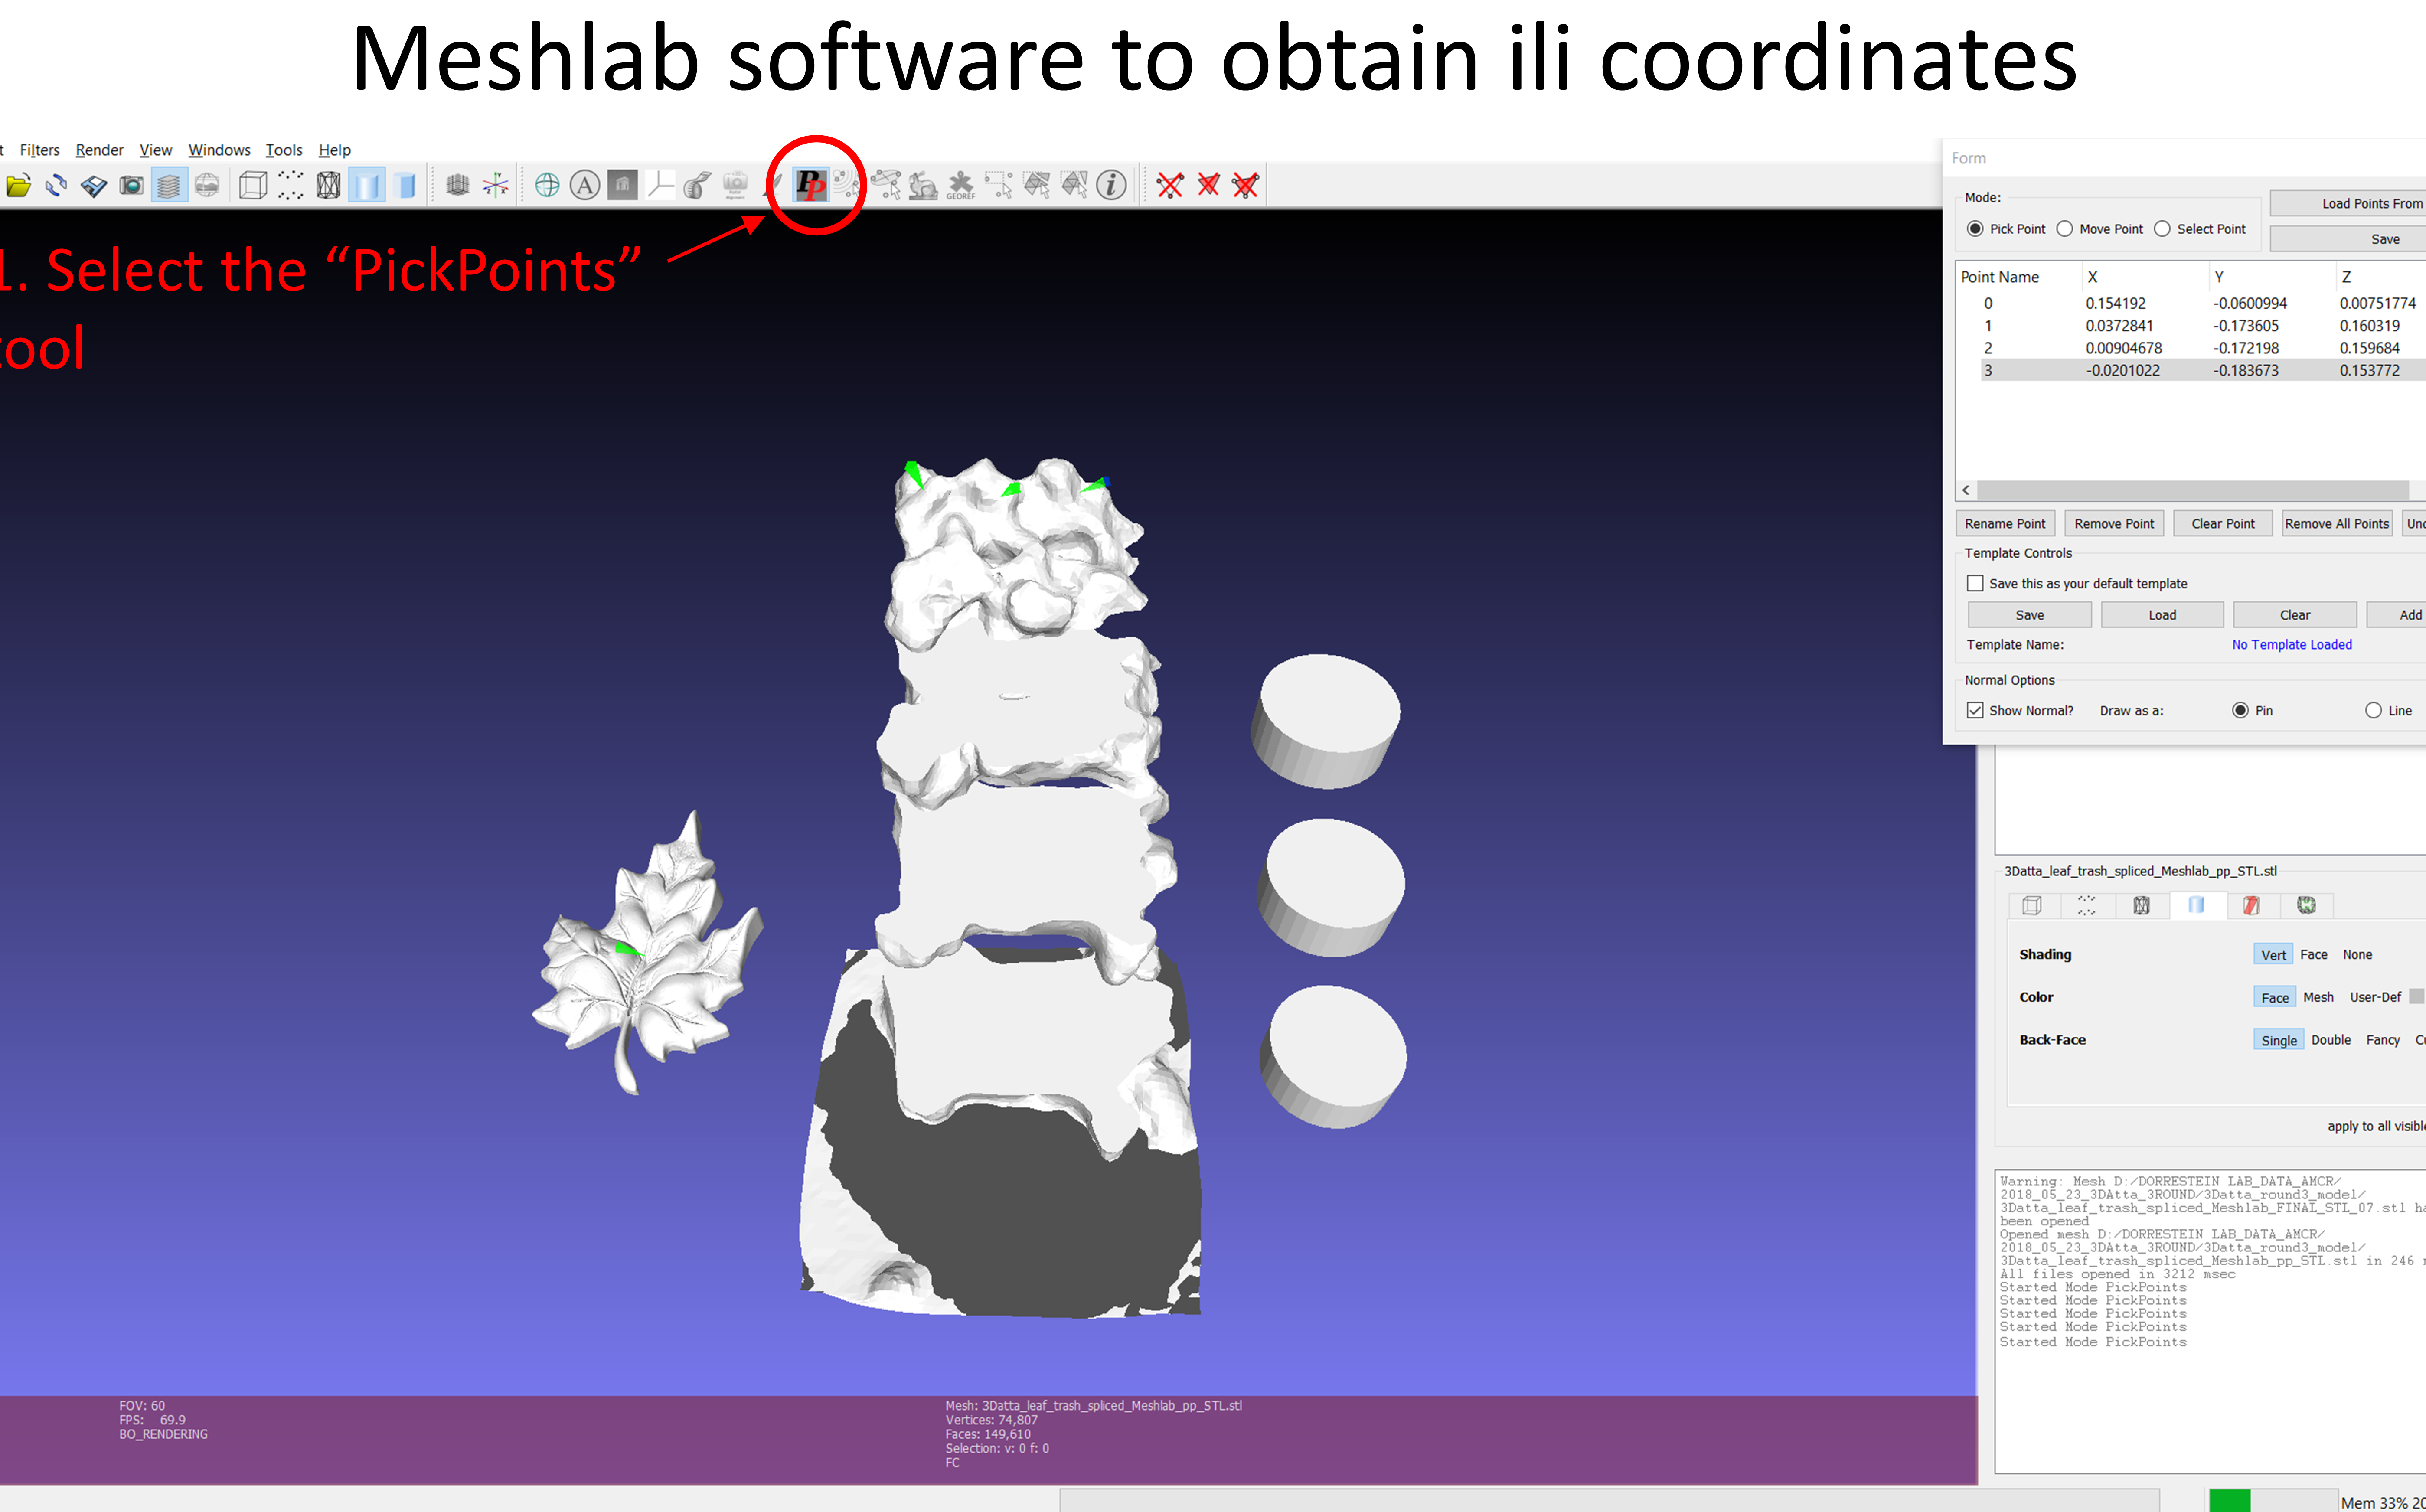 Meshlab software to obtain ili coordinates
Filters Render View Windows Tools Help
A PP GEOREF i
1. Select the “PickPoints”
tool
Form
Mode:
Load Points From
Pick Point Move Point Select Point
Save
Point Name X Y Z
0 0.154192 -0.0600994 0.00751774
1 0.0372841 -0.173605 0.160319
2 0.00904678 -0.172198 0.159684
3 -0.0201022 -0.183673 0.153772
Rename Point Remove Point Clear Point Remove All Points
Template Controls
Save this as your default template
Save Load Clear Add
Template Name: No Template Loaded
Normal Options
Show Normal? Draw as a: Pin Line
3Datta_leaf_trash_spliced_Meshlab_pp_STL.stl
Shading Vert Face None
Color Face Mesh User-Def
Back-Face Single Double Fancy
apply to all visible
Warning: Mesh D:/DORRESTEIN LAB_DATA_AMCR/
2018_05_23_3DAtta_3ROUND/3Datta_round3_model/
3Datta_leaf_trash_spliced_Meshlab_FINAL_STL_07.stl ha
been opened
Opened mesh D:/DORRESTEIN LAB_DATA_AMCR/
2018_05_23_3DAtta_3ROUND/3Datta_round3_model/
3Datta_leaf_trash_spliced_Meshlab_pp_STL.stl in 246
All files opened in 3212 msec
Started Mode PickPoints
Started Mode PickPoints
Started Mode PickPoints
Started Mode PickPoints
Started Mode PickPoints
FOV: 60
FPS: 69.9
BO_RENDERING
Mesh: 3Datta_leaf_trash_spliced_Meshlab_pp_STL.stl
Vertices: 74,807
Faces: 149,610
Selection: v: 0 f: 0
FC
Mem 33% 20